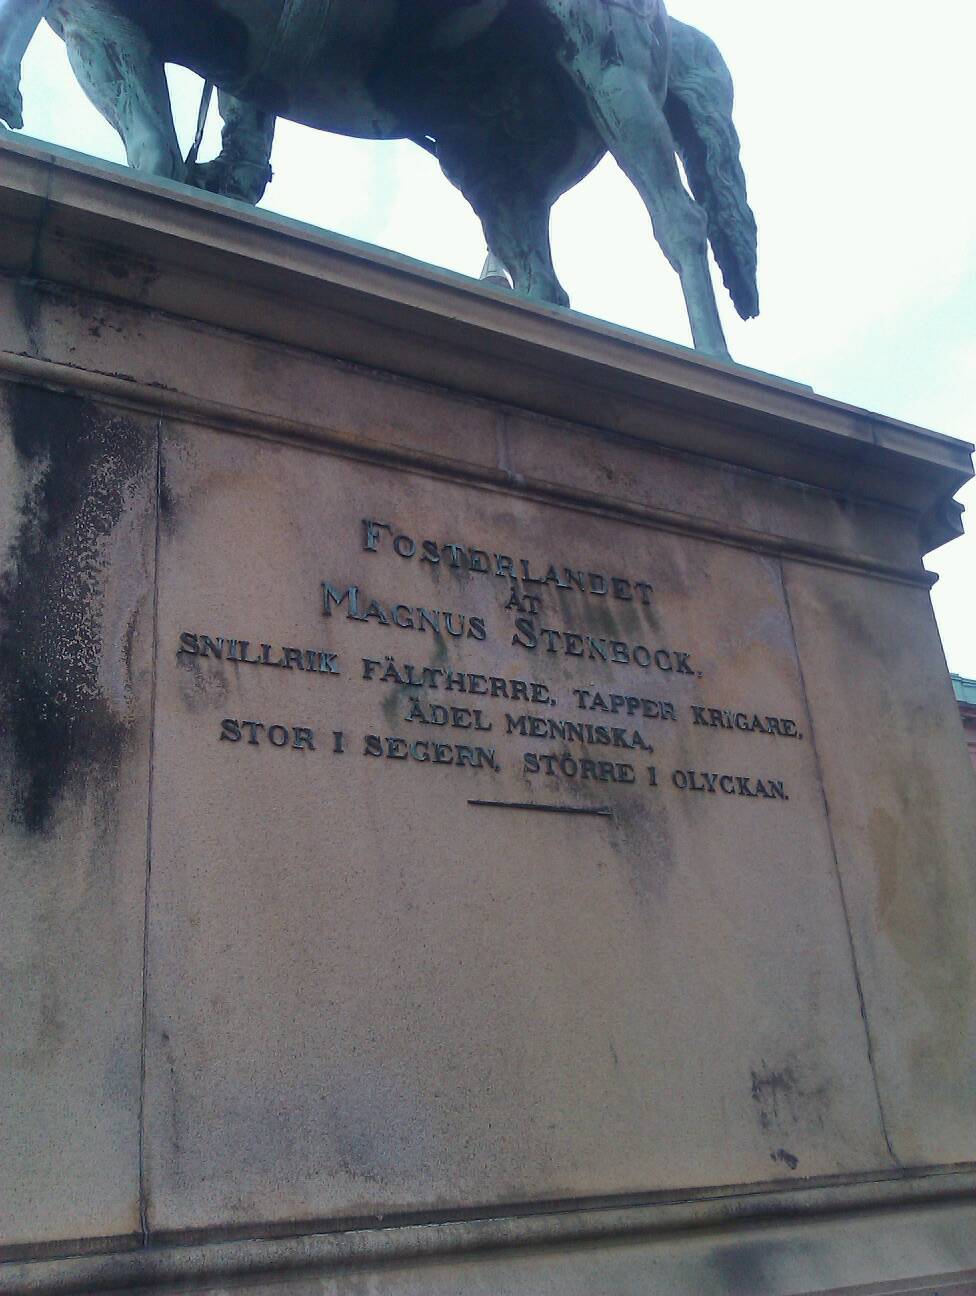 FOSTERLANDET
ÅT
MAGNUS STENBOCK.
SNILLRIK FÄLTHERRE, TAPPER KRIGARE,
ÄDEL MENNISKA,
STOR I SEGERN, STÖRRE I OLYCKAN.